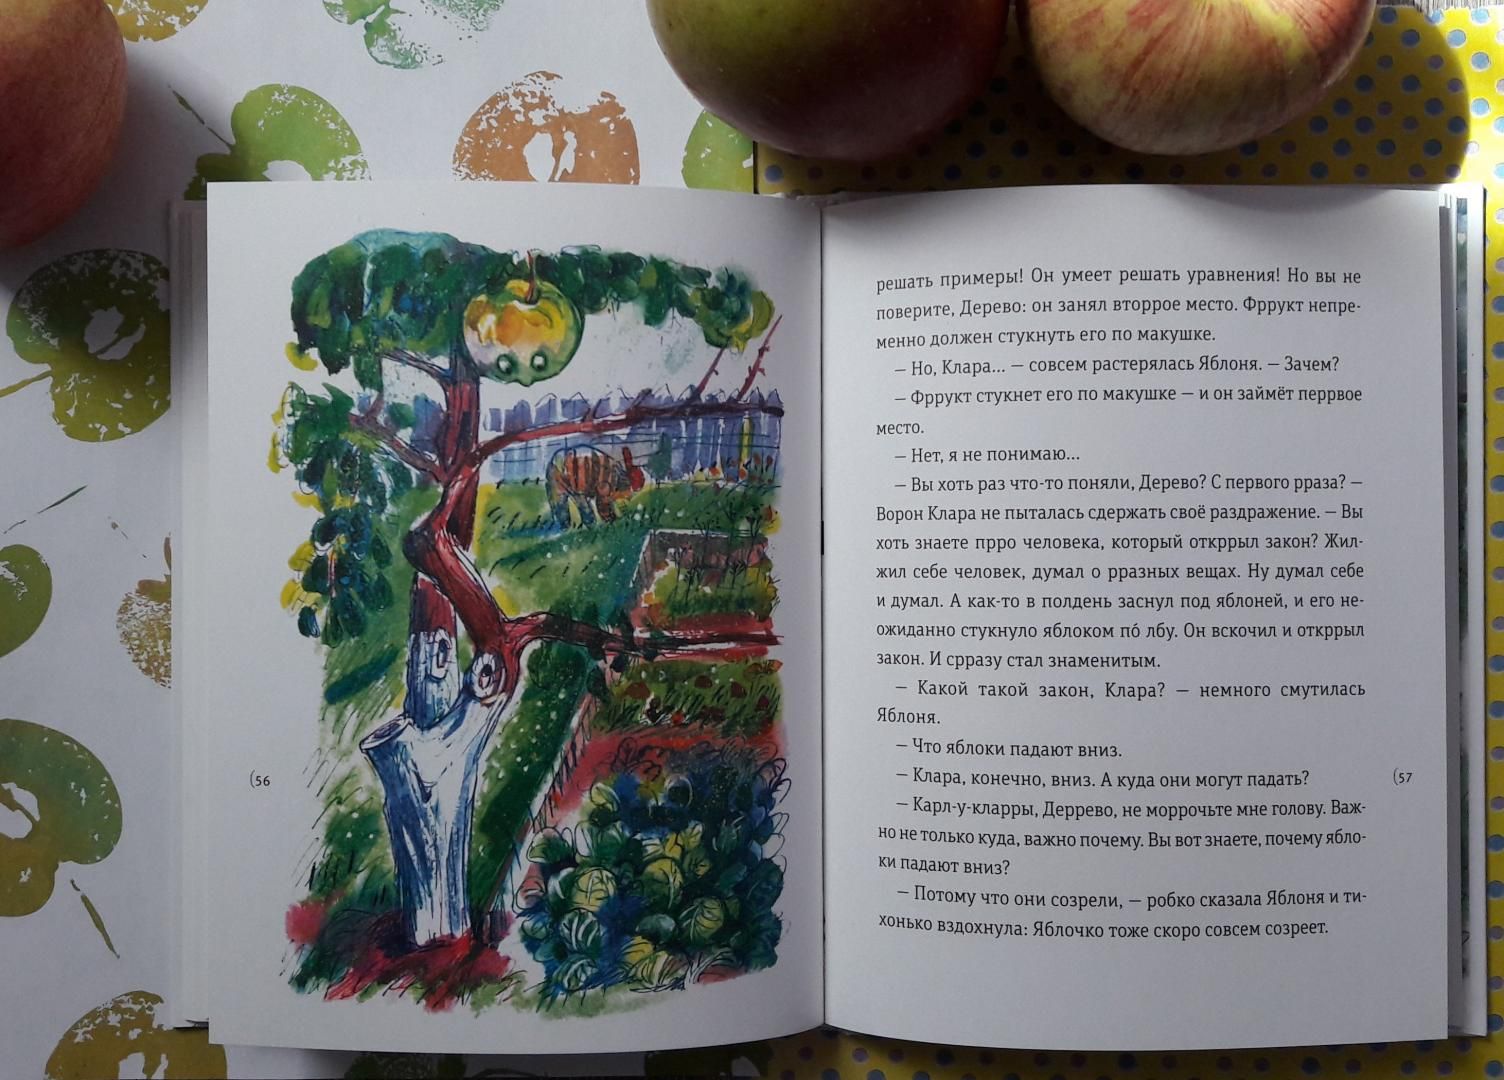 (56
решать примеры! Он умеет решать уравнения! Но вы не
поверите, Дерево: он занял второе место. Фррукт непре-
менно должен стукнуть его по макушке.
— Но, Клара... — совсем растерялась Яблоня. — Зачем?
— Фррукт стукнет его по макушке — и он займёт перрвое
место.
— Нет, я не понимаю...
— Вы хоть раз что-то поняли, Дерево? С первого рраза? —
Ворон Клара не пыталась сдержать своё раздражение. — Вы
хоть знаете прро человека, который откррыл закон? Жил-
жил себе человек, думал о рразных вещах. Ну думал себе
и думал. А как-то в полдень заснул под яблоней, и его не-
ожиданно стукнуло яблоком по́ лбу. Он вскочил и откррыл
закон. И срразу стал знаменитым.
— Какой такой закон, Клара? — немного смутилась
Яблоня.
— Что яблоки падают вниз.
— Клара, конечно, вниз. А куда они могут падать?
— Карл-у-кларры, Деррево, не моррочьте мне голову. Важ-
но не только куда, важно почему. Вы вот знаете, почему ябло-
ки падают вниз?
— Потому что они созрели, — робко сказала Яблоня и ти-
хонько вздохнула: Яблочко тоже скоро совсем созреет.
(57